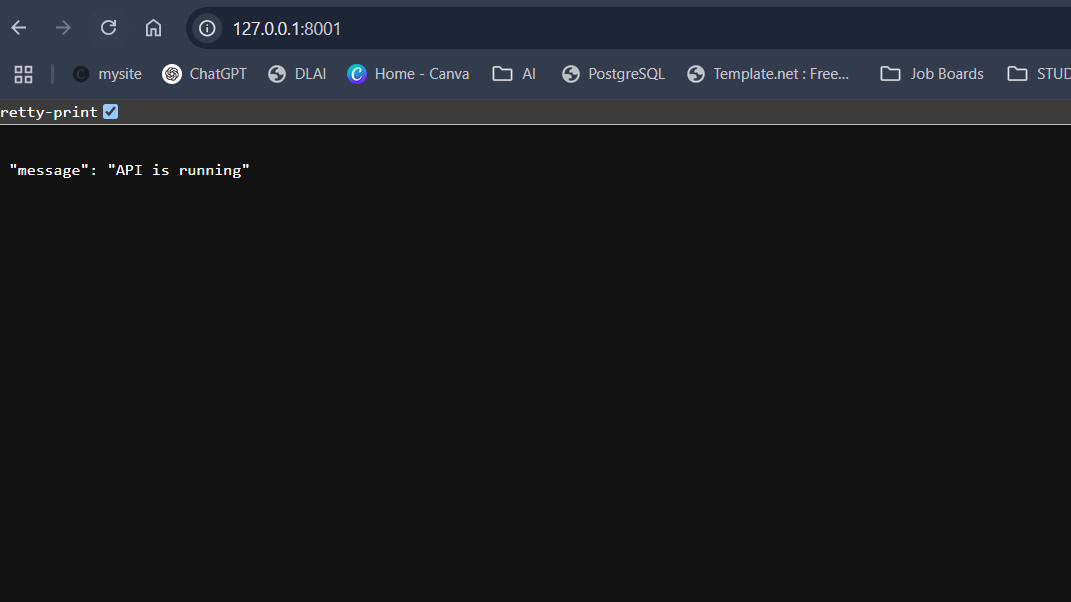 127.0.0.1:8001
mysite ChatGPT DLAI Home - Canva AI PostgreSQL Template.net : Free... Job Boards STUD
retty-print
"message": "API is running"